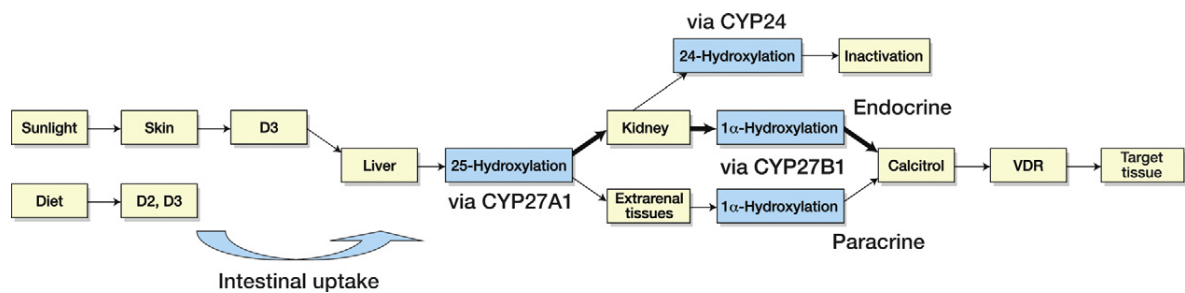 via CYP24
24-Hydroxylation
Inactivation
Endocrine
Sunlight
Skin
D3
Kidney
1α-Hydroxylation
Liver
25-Hydroxylation
via CYP27B1
Calcitrol
VDR
Target
tissue
via CYP27A1
Diet
D2, D3
Extrarenal
tissues
1α-Hydroxylation
Paracrine
Intestinal uptake